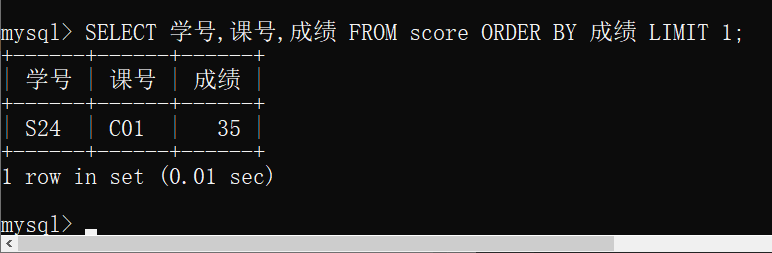 mysql> SELECT 学号,课号,成绩 FROM score ORDER BY 成绩 LIMIT 1;
+------+------+------+
| 学号 | 课号 | 成绩 |
+------+------+------+
| S24  | C01  |   35 |
+------+------+------+
1 row in set (0.01 sec)
mysql>